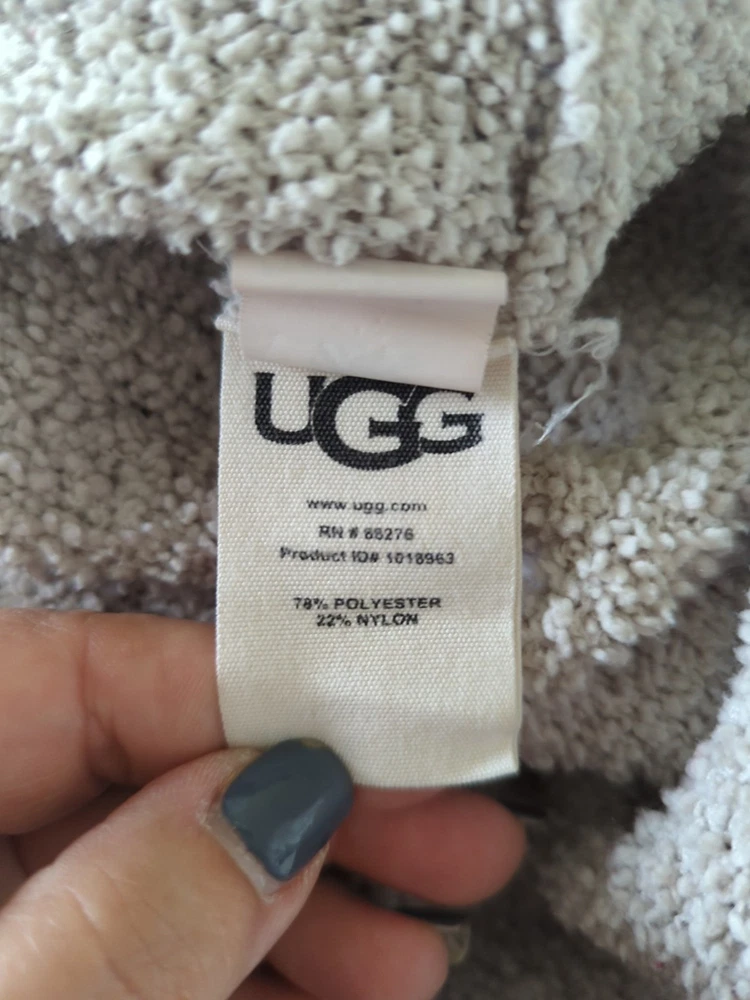 UGG
www.ugg.com
RN # 88276
Product ID# 1018963
78% POLYESTER
22% NYLON